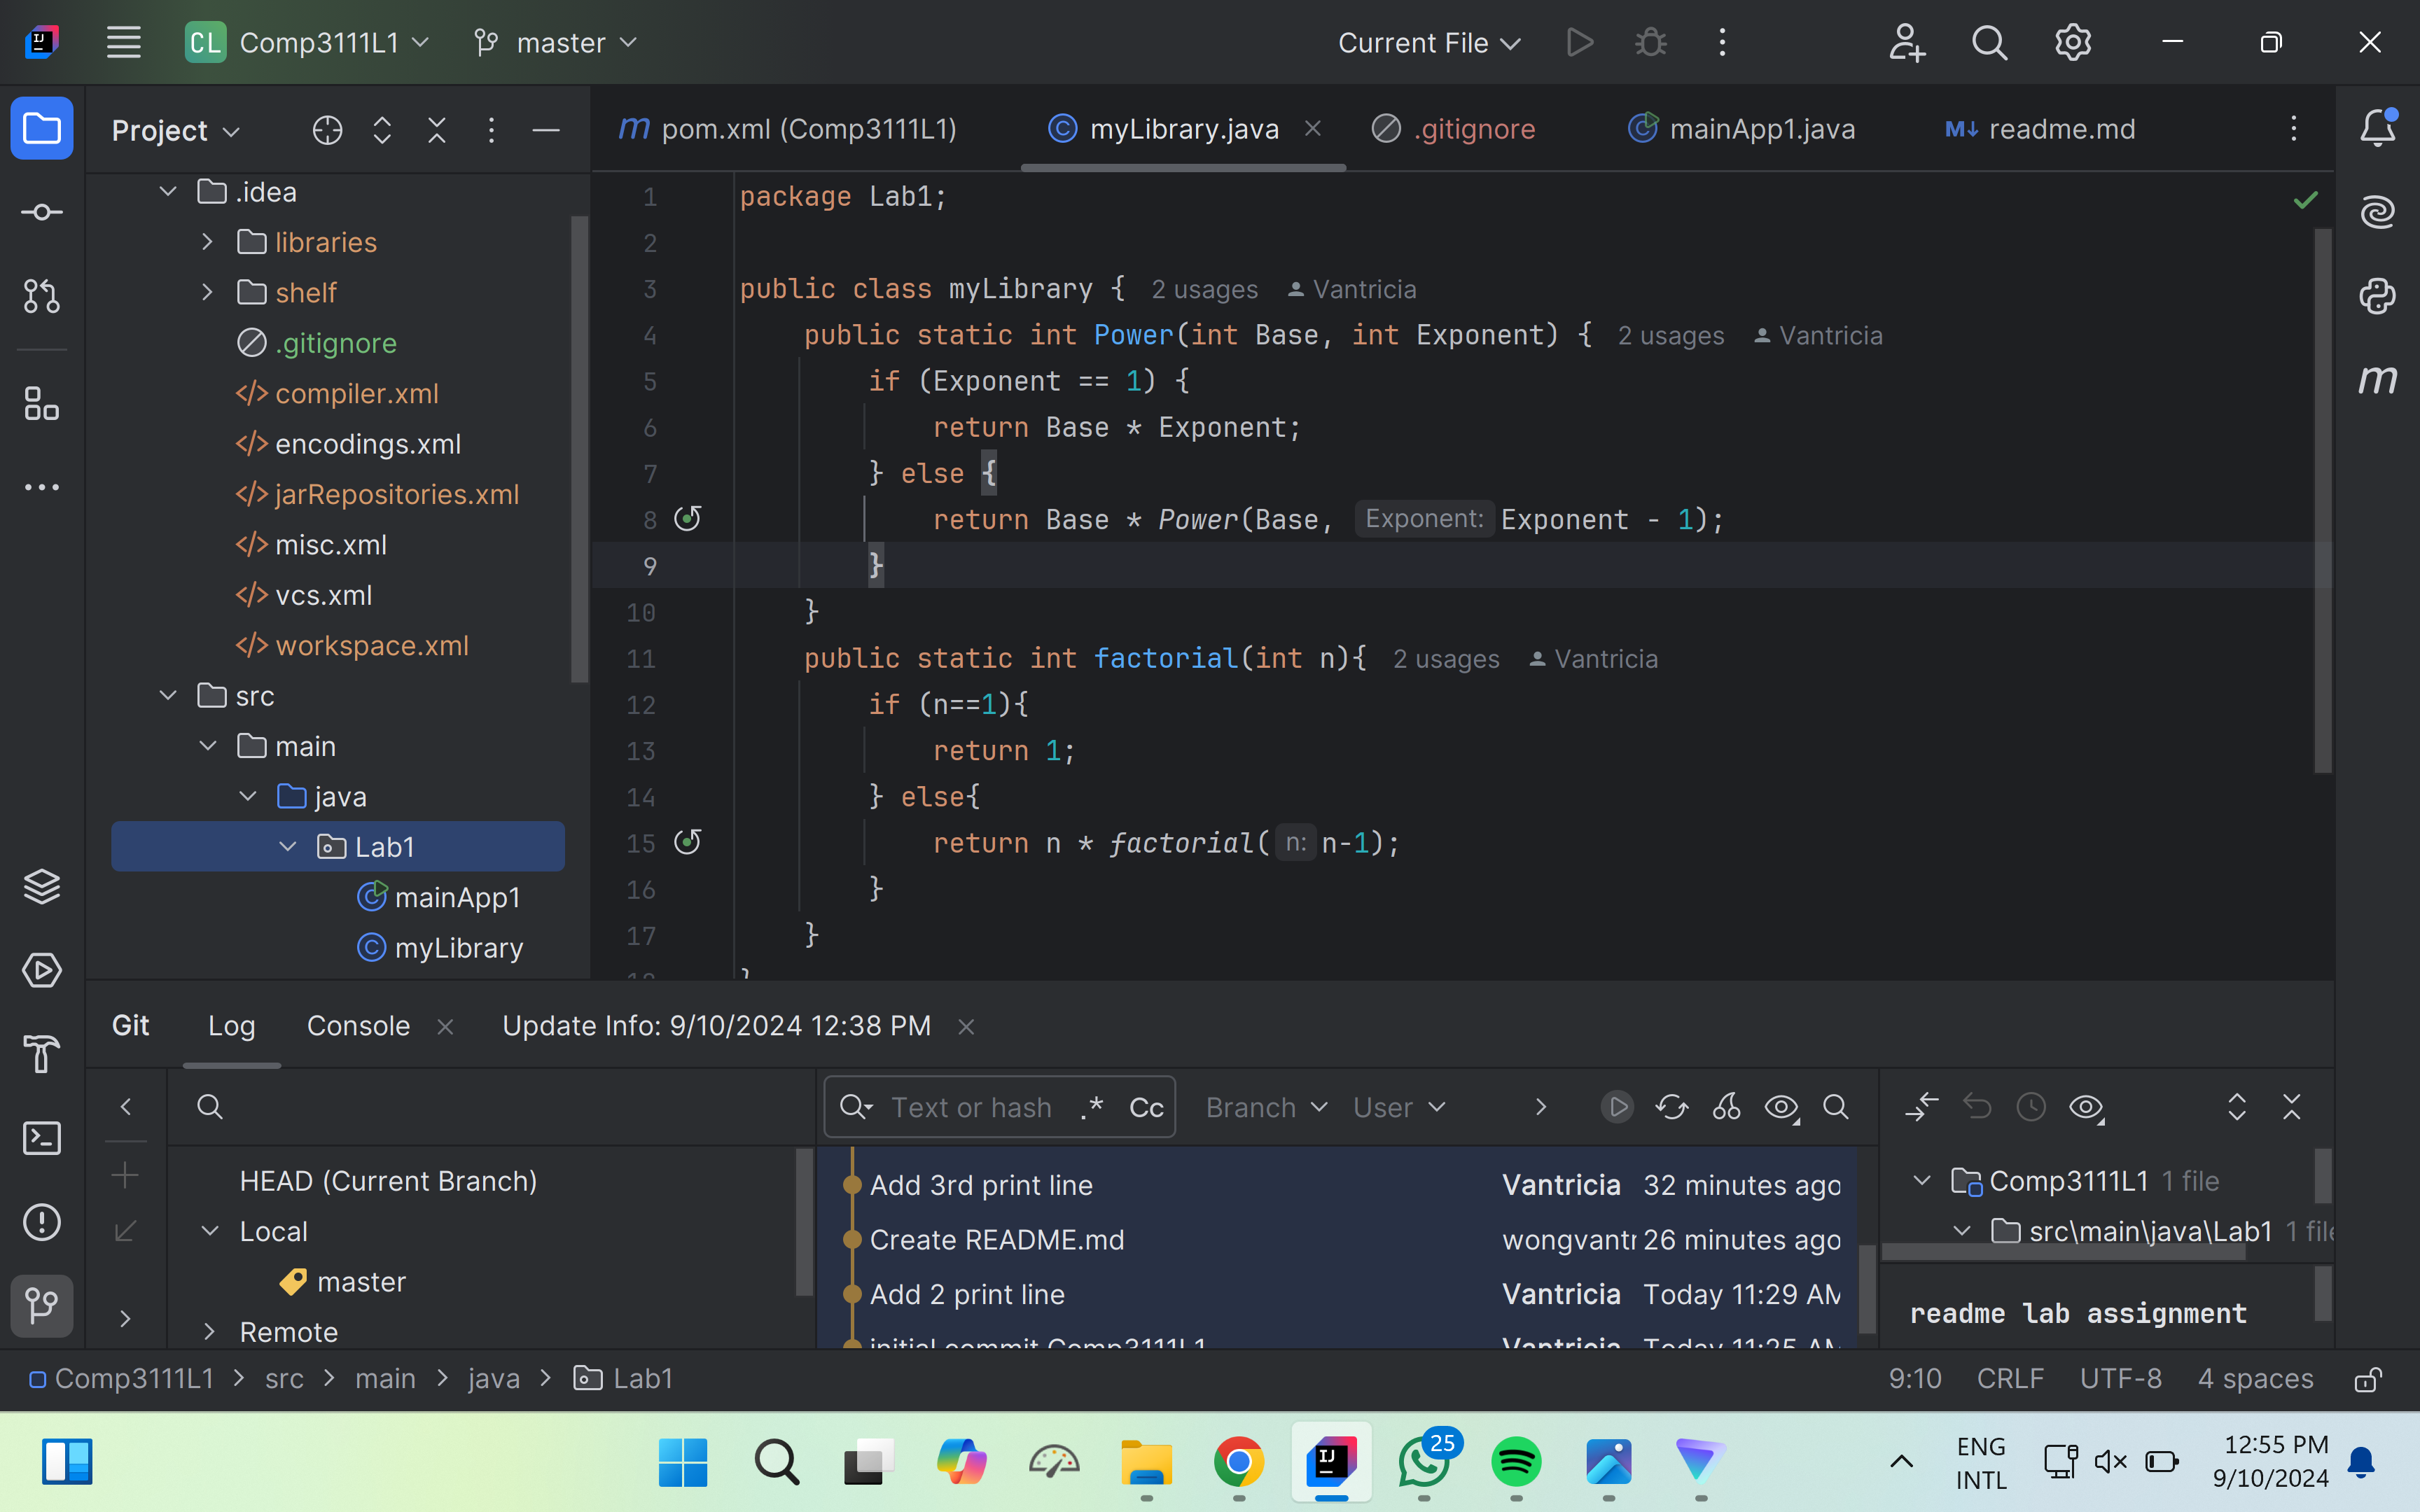 CL Comp3111L1 master Current File
Project
pom.xml (Comp3111L1) myLibrary.java .gitignore mainApp1.java readme.md
.idea
libraries
shelf
.gitignore
compiler.xml
encodings.xml
jarRepositories.xml
misc.xml
vcs.xml
workspace.xml
src
main
java
Lab1
mainApp1
myLibrary
1 package Lab1;
2
3 public class myLibrary { 2 usages Vantricia
4 public static int Power(int Base, int Exponent) { 2 usages Vantricia
5 if (Exponent == 1) {
6 return Base * Exponent;
7 } else {
8 return Base * Power(Base, Exponent: Exponent - 1);
9 }
10 }
11 public static int factorial(int n){ 2 usages Vantricia
12 if (n==1){
13 return 1;
14 } else{
15 return n * factorial( n: n-1);
16 }
17 }
18 }
Git Log Console Update Info: 9/10/2024 12:38 PM
Text or hash .* Cc Branch User
HEAD (Current Branch)
Local
master
Remote
Add 3rd print line Vantricia 32 minutes ago
Create README.md wongvantr 26 minutes ago
Add 2 print line Vantricia Today 11:29 AM
initial commit Comp3111L1 Vantricia Today 11:25 AM
Comp3111L1 1 file
src\main\java\Lab1 1 file
readme lab assignment
Comp3111L1 > src > main > java > Lab1 9:10 CRLF UTF-8 4 spaces
25
ENG
INTL
12:55 PM
9/10/2024